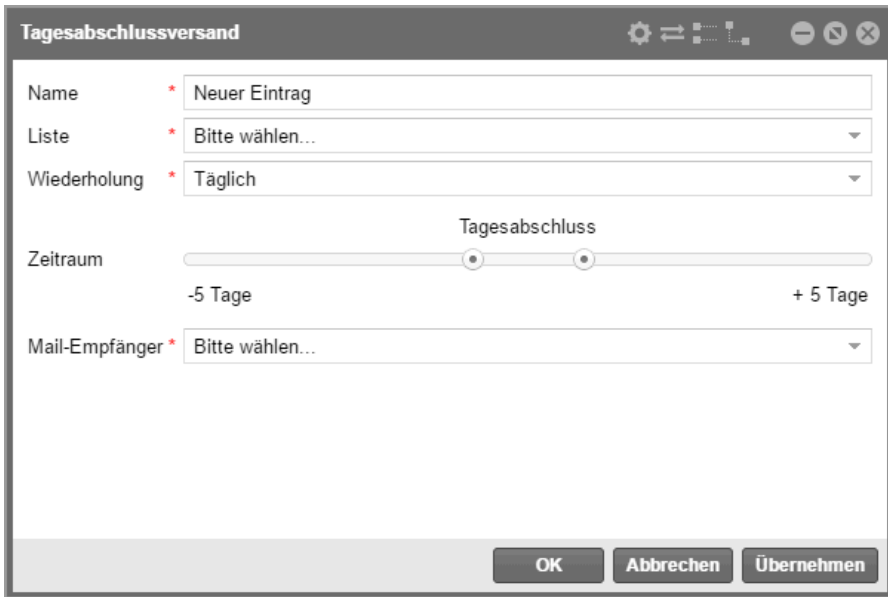 Tagesabschlussversand
Name * Neuer Eintrag
Liste * Bitte wählen...
Wiederholung * Täglich
Tagesabschluss
Zeitraum
-5 Tage + 5 Tage
Mail-Empfänger * Bitte wählen...
OK Abbrechen Übernehmen